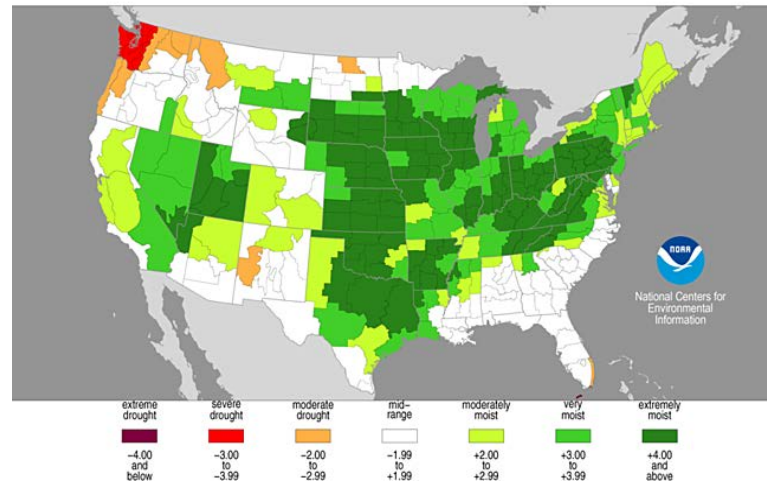 NOAA
National Centers for
Environmental
Information
extreme drought
severe drought
moderate drought
mid-range
moderately moist
very moist
extremely moist
−4.00 and below
−3.00 to −3.99
−2.00 to −2.99
−1.99 to +1.99
+2.00 to +2.99
+3.00 to +3.99
+4.00 and above